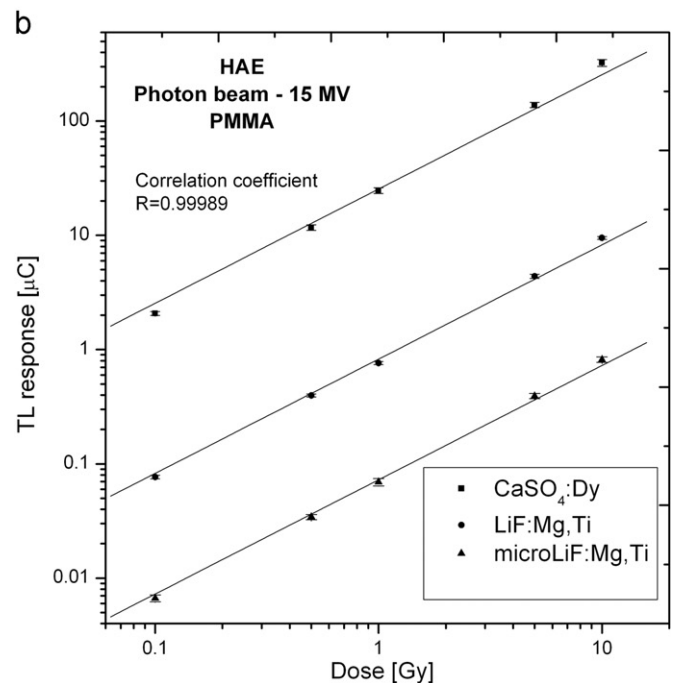 b
HAE
Photon beam - 15 MV
PMMA
Correlation coefficient
R=0.99989
100
10
1
0.1
0.01
TL response [μC]
CaSO₄:Dy
LiF:Mg,Ti
microLiF:Mg,Ti
0.1
1
10
Dose [Gy]